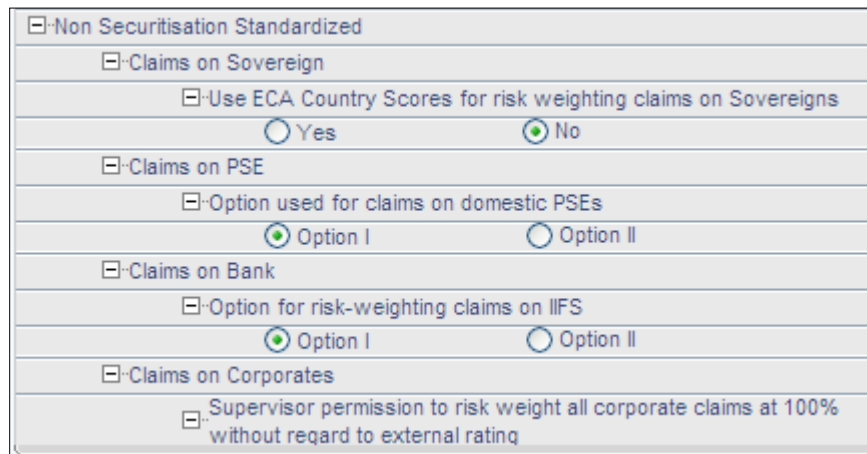 Non Securitisation Standardized
Claims on Sovereign
Use ECA Country Scores for risk weighting claims on Sovereigns
Yes No
Claims on PSE
Option used for claims on domestic PSEs
Option I Option II
Claims on Bank
Option for risk-weighting claims on IIFS
Option I Option II
Claims on Corporates
Supervisor permission to risk weight all corporate claims at 100%
without regard to external rating